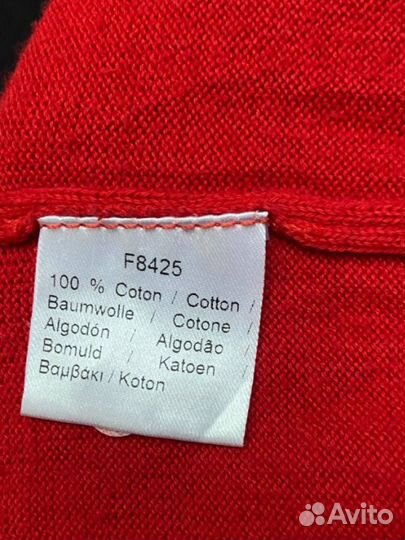 F8425
100 % Coton / Cotton /
Baumwolle / Cotone /
Algodón / Algodão /
Bomuld / Katoen /
Βαμβάκι / Koton
Avito